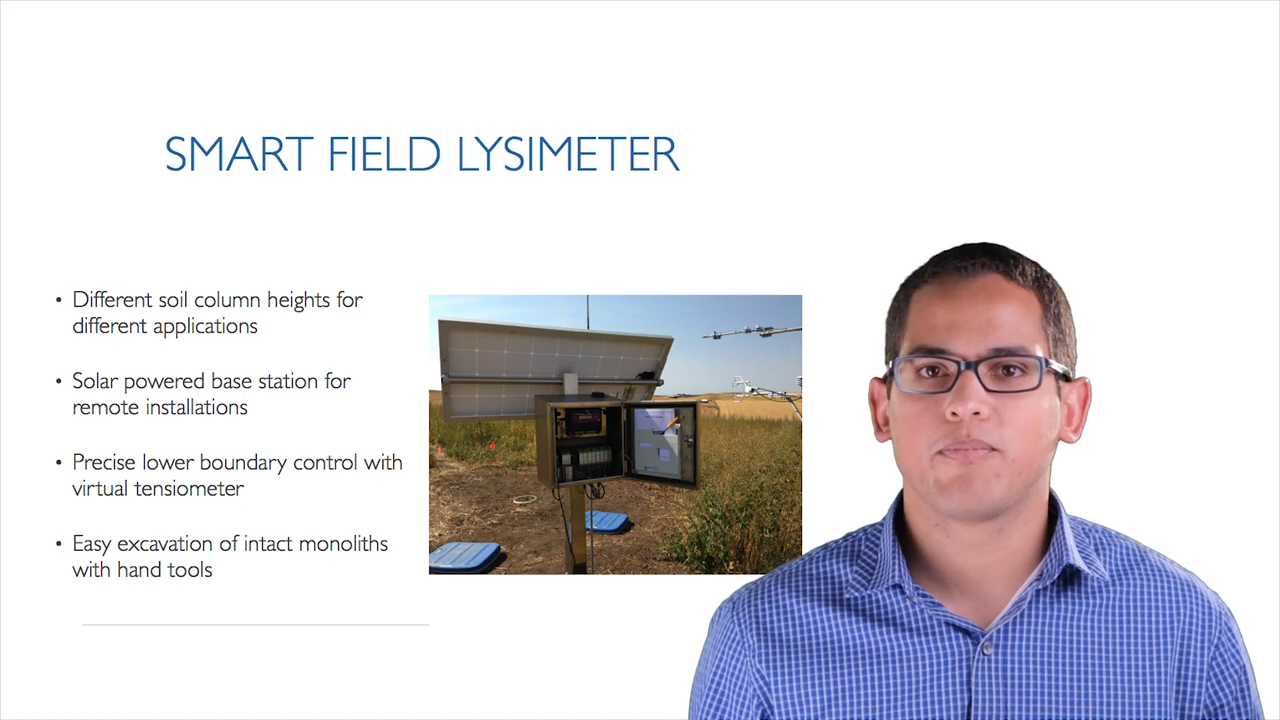 SMART FIELD LYSIMETER
• Different soil column heights for
different applications
• Solar powered base station for
remote installations
• Precise lower boundary control with
virtual tensiometer
• Easy excavation of intact monoliths
with hand tools